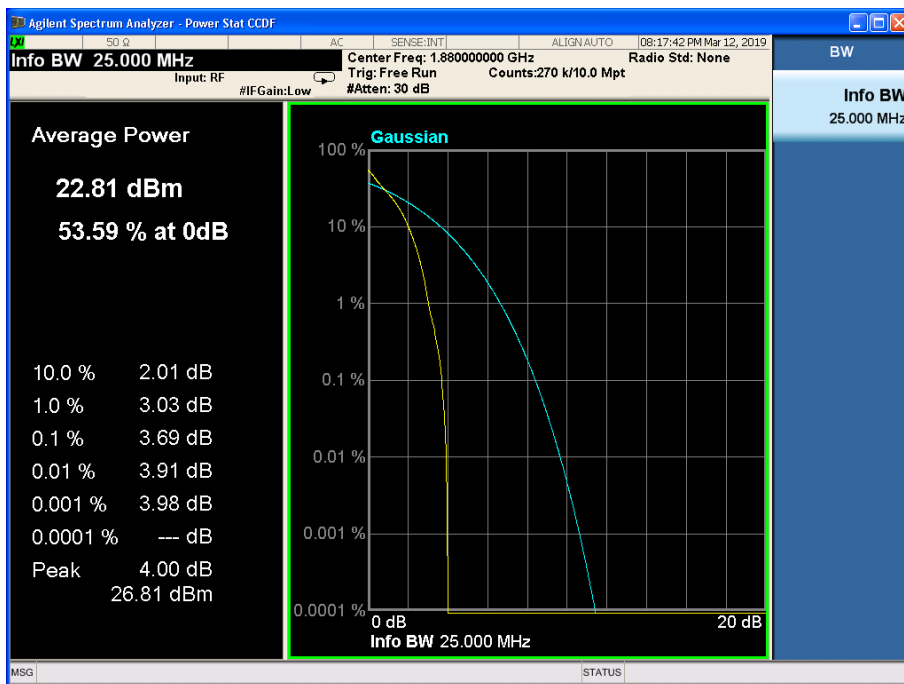 Agilent Spectrum Analyzer - Power Stat CCDF
LXI 50 Ω AC SENSE:INT ALIGN AUTO 08:17:42 PM Mar 12, 2019
Info BW 25.000 MHz
Center Freq: 1.880000000 GHz Radio Std: None
Input: RF Trig: Free Run Counts:270 k/10.0 Mpt
#IFGain:Low #Atten: 30 dB
BW
Info BW
25.000 MHz
Average Power
22.81 dBm
53.59 % at 0dB
10.0 % 2.01 dB
1.0 % 3.03 dB
0.1 % 3.69 dB
0.01 % 3.91 dB
0.001 % 3.98 dB
0.0001 % --- dB
Peak 4.00 dB
26.81 dBm
Gaussian
100 %
10 %
1 %
0.1 %
0.01 %
0.001 %
0.0001 %
0 dB 20 dB
Info BW 25.000 MHz
MSG STATUS